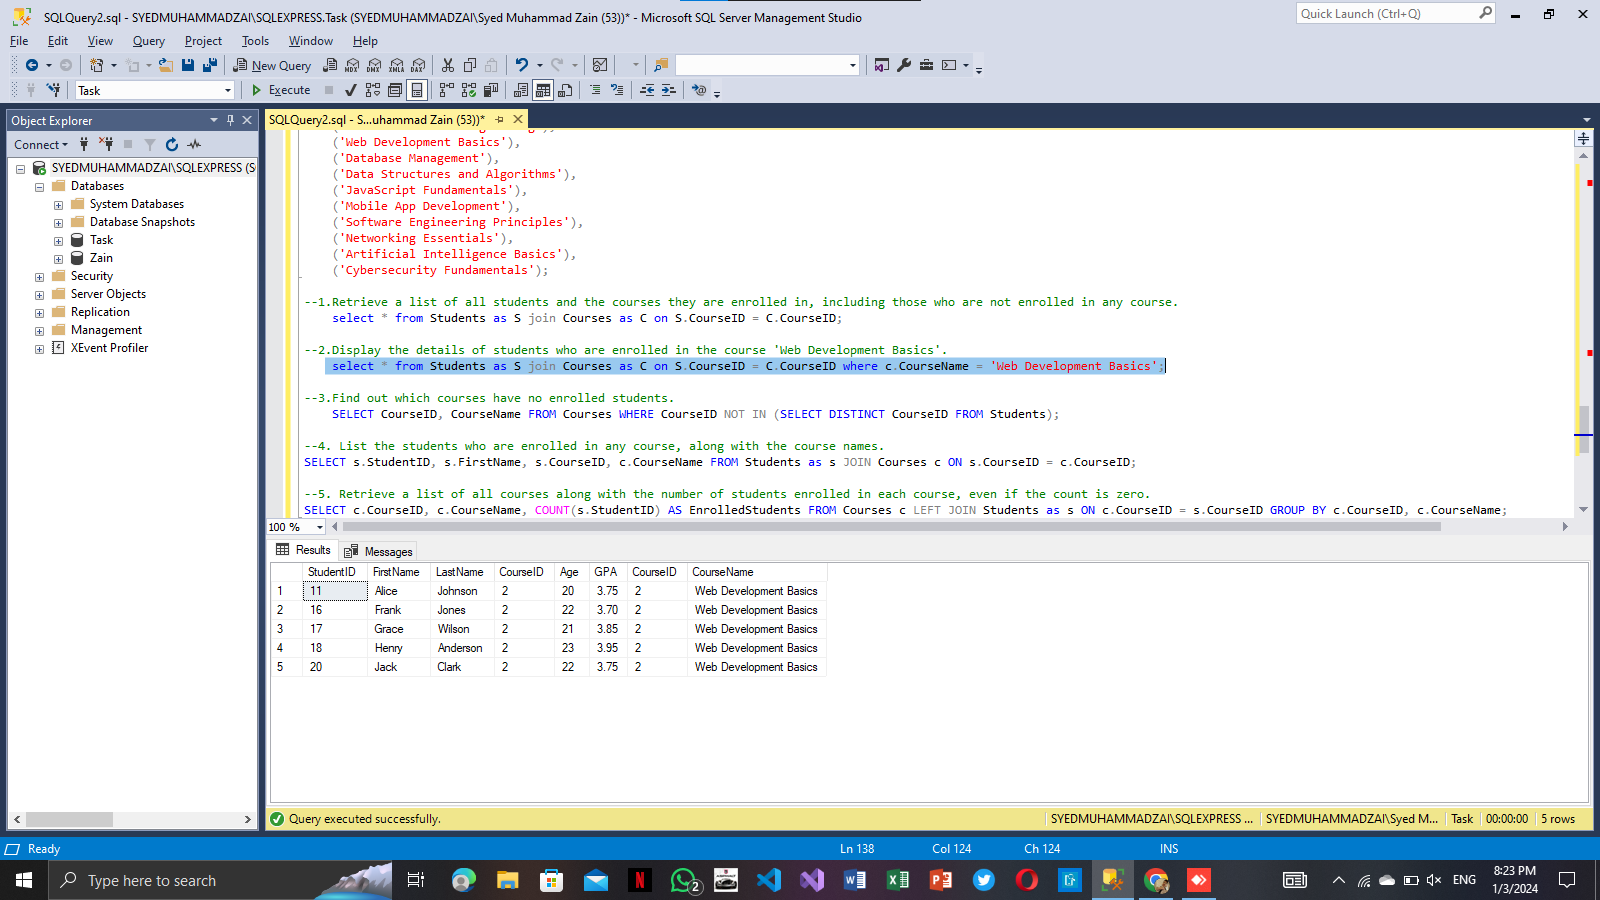 SQLQuery2.sql - SYEDMUHAMMADZAI\SQLEXPRESS.Task (SYEDMUHAMMADZAI\Syed Muhammad Zain (53))* - Microsoft SQL Server Management Studio
Quick Launch (Ctrl+Q)
File Edit View Query Project Tools Window Help
New Query MDX DMX XMLA DAX
Task Execute
Object Explorer
SQLQuery2.sql - S...uhammad Zain (53))*
Connect
SYEDMUHAMMADZAI\SQLEXPRESS (S
Databases
System Databases
Database Snapshots
Task
Zain
Security
Server Objects
Replication
Management
XEvent Profiler
('Web Development Basics'),
('Database Management'),
('Data Structures and Algorithms'),
('JavaScript Fundamentals'),
('Mobile App Development'),
('Software Engineering Principles'),
('Networking Essentials'),
('Artificial Intelligence Basics'),
('Cybersecurity Fundamentals');
--1.Retrieve a list of all students and the courses they are enrolled in, including those who are not enrolled in any course.
select * from Students as S join Courses as C on S.CourseID = C.CourseID;
--2.Display the details of students who are enrolled in the course 'Web Development Basics'.
select * from Students as S join Courses as C on S.CourseID = C.CourseID where c.CourseName = 'Web Development Basics';
--3.Find out which courses have no enrolled students.
SELECT CourseID, CourseName FROM Courses WHERE CourseID NOT IN (SELECT DISTINCT CourseID FROM Students);
--4. List the students who are enrolled in any course, along with the course names.
SELECT s.StudentID, s.FirstName, s.CourseID, c.CourseName FROM Students as s JOIN Courses c ON s.CourseID = c.CourseID;
--5. Retrieve a list of all courses along with the number of students enrolled in each course, even if the count is zero.
SELECT c.CourseID, c.CourseName, COUNT(s.StudentID) AS EnrolledStudents FROM Courses c LEFT JOIN Students as s ON c.CourseID = s.CourseID GROUP BY c.CourseID, c.CourseName;
100 %
Results Messages
StudentID FirstName LastName CourseID Age GPA CourseID CourseName
1 11 Alice Johnson 2 20 3.75 2 Web Development Basics
2 16 Frank Jones 2 22 3.70 2 Web Development Basics
3 17 Grace Wilson 2 21 3.85 2 Web Development Basics
4 18 Henry Anderson 2 23 3.95 2 Web Development Basics
5 20 Jack Clark 2 22 3.75 2 Web Development Basics
Query executed successfully. SYEDMUHAMMADZAI\SQLEXPRESS ... SYEDMUHAMMADZAI\Syed M... Task 00:00:00 5 rows
Ready Ln 138 Col 124 Ch 124 INS
Type here to search
2
ENG
8:23 PM
1/3/2024